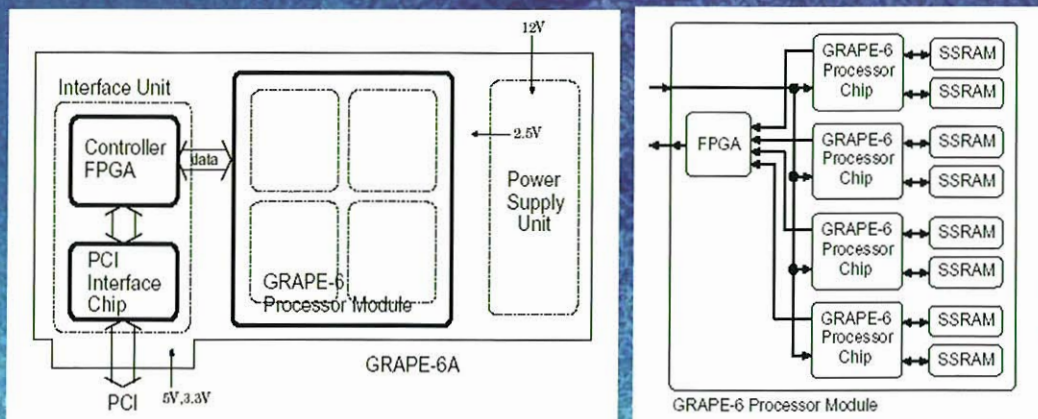 12V
Interface Unit
Controller
FPGA
data
2.5V
Power
Supply
Unit
PCI
Interface
Chip
GRAPE-6
Processor Module
GRAPE-6A
PCI
5V,3.3V
GRAPE-6
Processor
Chip
SSRAM
SSRAM
FPGA
GRAPE-6
Processor
Chip
SSRAM
SSRAM
GRAPE-6
Processor
Chip
SSRAM
SSRAM
GRAPE-6
Processor
Chip
SSRAM
SSRAM
GRAPE-6 Processor Module